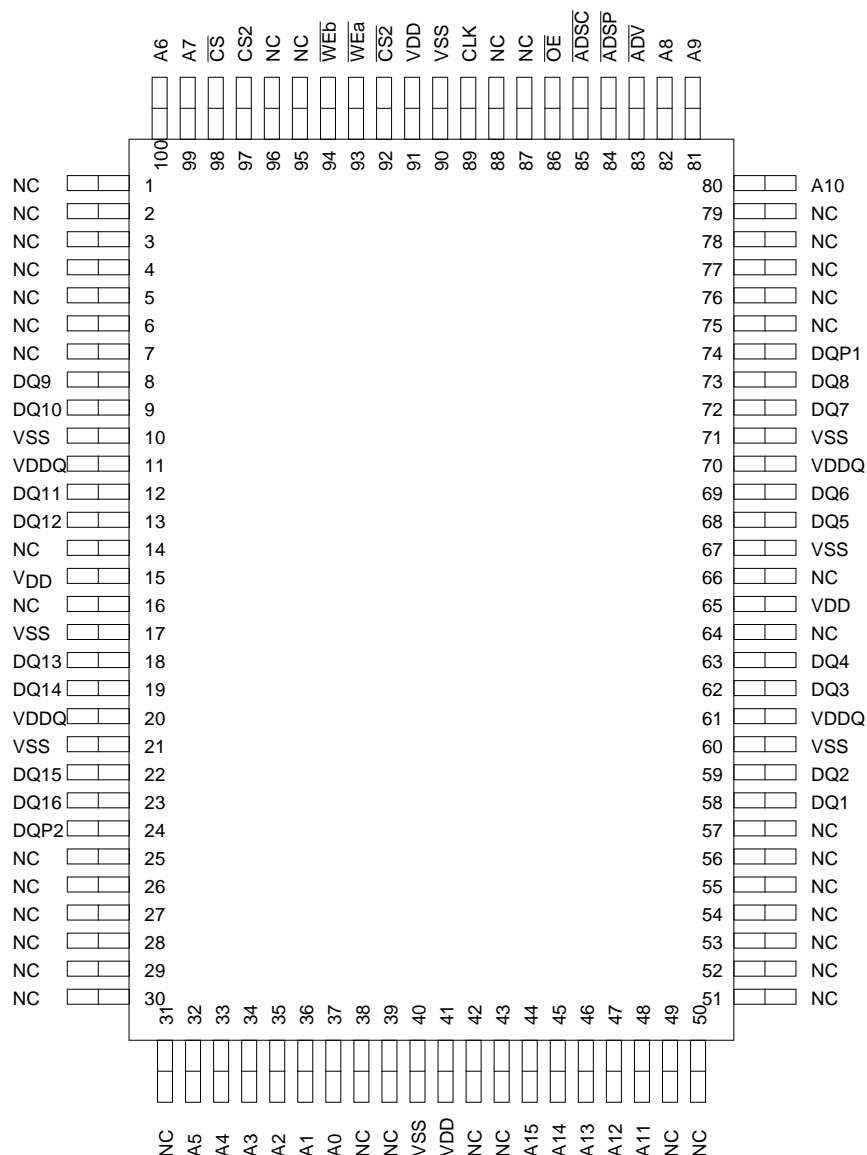 A6 A7 C̅S̅ CS2 NC NC W̅E̅b̅ W̅E̅a̅ C̅S̅2̅ VDD VSS CLK NC NC O̅E̅ A̅D̅S̅C̅ A̅D̅S̅P̅ A̅D̅V̅ A8 A9
100 99 98 97 96 95 94 93 92 91 90 89 88 87 86 85 84 83 82 81
NC 1 80 A10
NC 2 79 NC
NC 3 78 NC
NC 4 77 NC
NC 5 76 NC
NC 6 75 NC
NC 7 74 DQP1
DQ9 8 73 DQ8
DQ10 9 72 DQ7
VSS 10 71 VSS
VDDQ 11 70 VDDQ
DQ11 12 69 DQ6
DQ12 13 68 DQ5
NC 14 67 VSS
VDD 15 66 NC
NC 16 65 VDD
VSS 17 64 NC
DQ13 18 63 DQ4
DQ14 19 62 DQ3
VDDQ 20 61 VDDQ
VSS 21 60 VSS
DQ15 22 59 DQ2
DQ16 23 58 DQ1
DQP2 24 57 NC
NC 25 56 NC
NC 26 55 NC
NC 27 54 NC
NC 28 53 NC
NC 29 52 NC
NC 30 51 NC
31 32 33 34 35 36 37 38 39 40 41 42 43 44 45 46 47 48 49 50
NC A5 A4 A3 A2 A1 A0 NC NC VSS VDD NC NC A15 A14 A13 A12 A11 NC NC